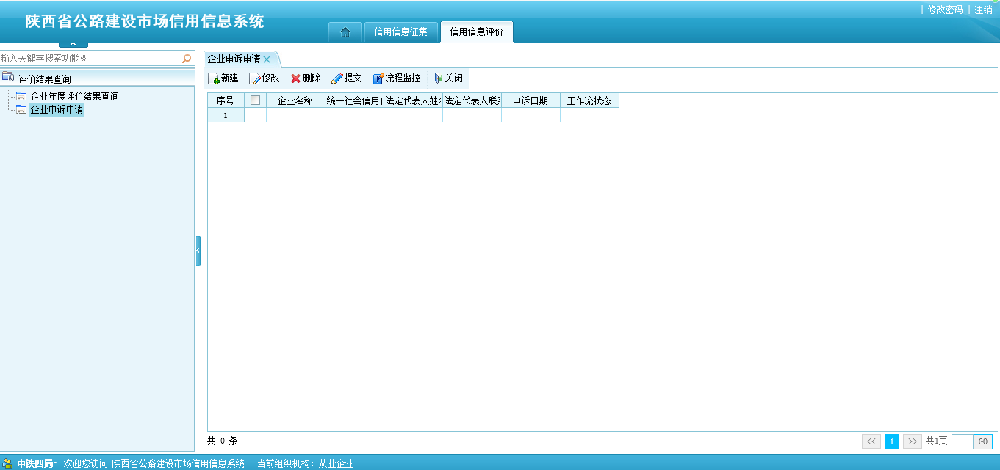 修改密码 | 注销
陕西省公路建设市场信用信息系统
信用信息征集 信用信息评价
输入关键字搜索功能树
评价结果查询
企业年度评价结果查询
企业申诉申请
企业申诉申请
新建 修改 删除 提交 流程监控 关闭
序号 企业名称 统一社会信用 法定代表人姓 法定代表人联 申诉日期 工作流状态
1
共 0 条
<< 1 >> 共1页 GO
中铁四局: 欢迎您访问 陕西省公路建设市场信用信息系统 当前组织机构: 从业企业